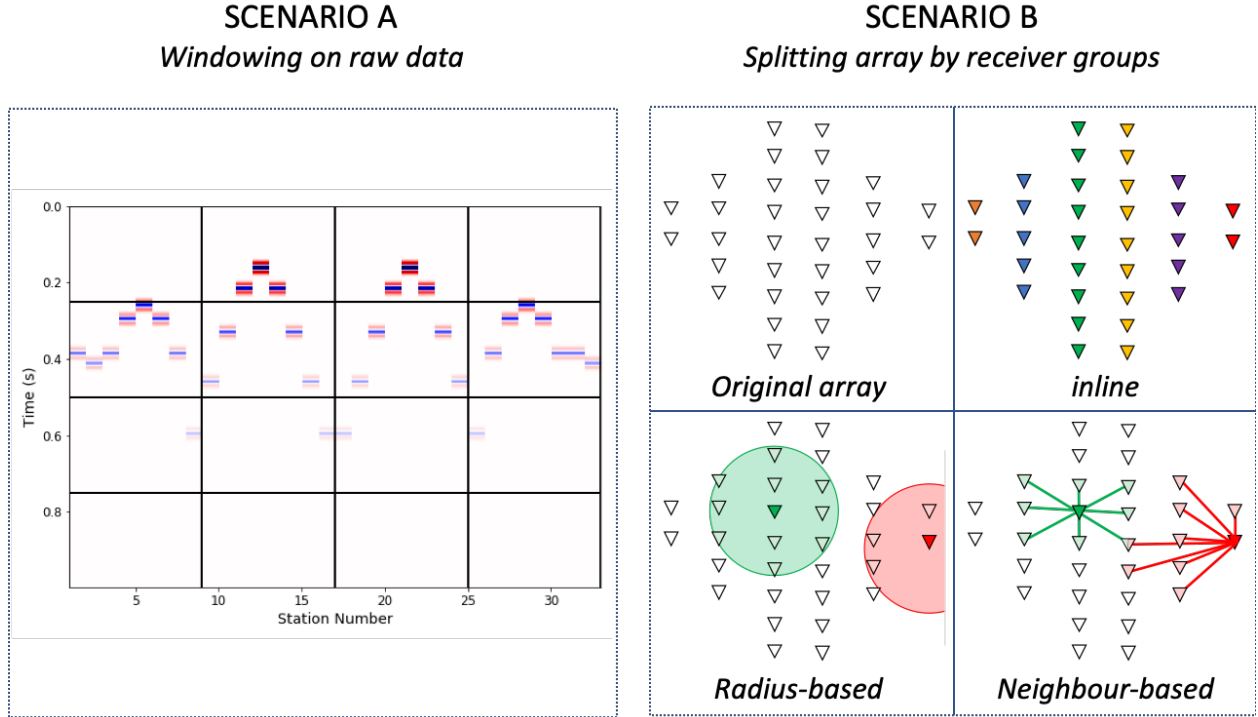 SCENARIO A
Windowing on raw data
0.0
0.2
0.4
0.6
0.8
Time (s)
5
10
15
20
25
30
Station Number
SCENARIO B
Splitting array by receiver groups
Original array
inline
Radius-based
Neighbour-based